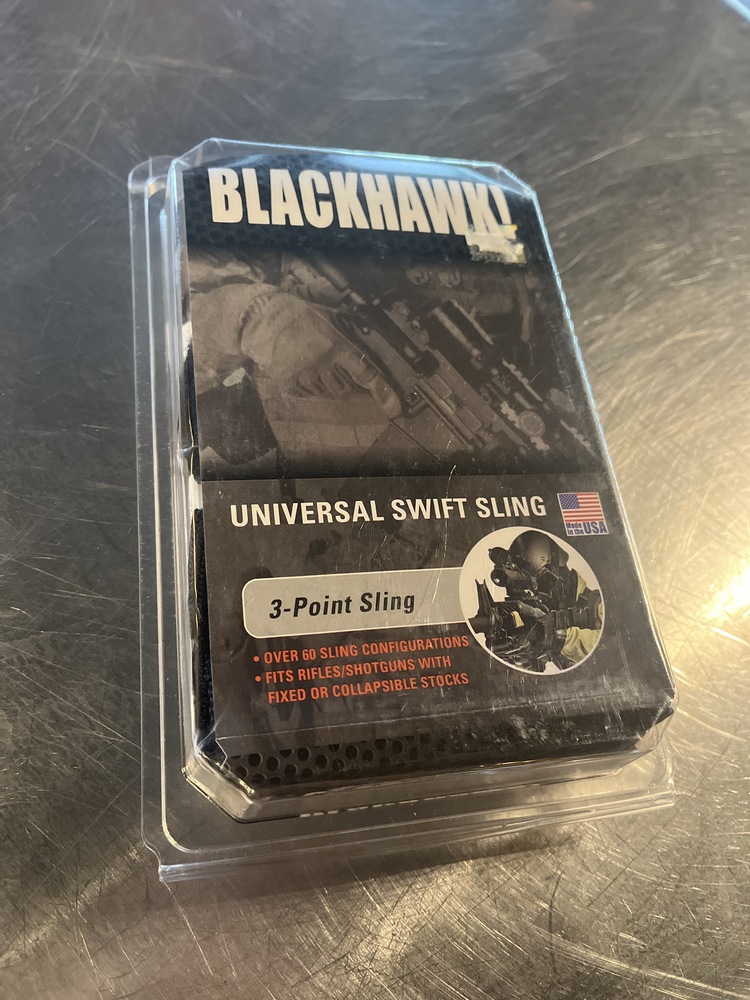 BLACKHAWK!
UNIVERSAL SWIFT SLING
Made
in the USA
3-Point Sling
• OVER 60 SLING CONFIGURATIONS
• FITS RIFLES/SHOTGUNS WITH
FIXED OR COLLAPSIBLE STOCKS